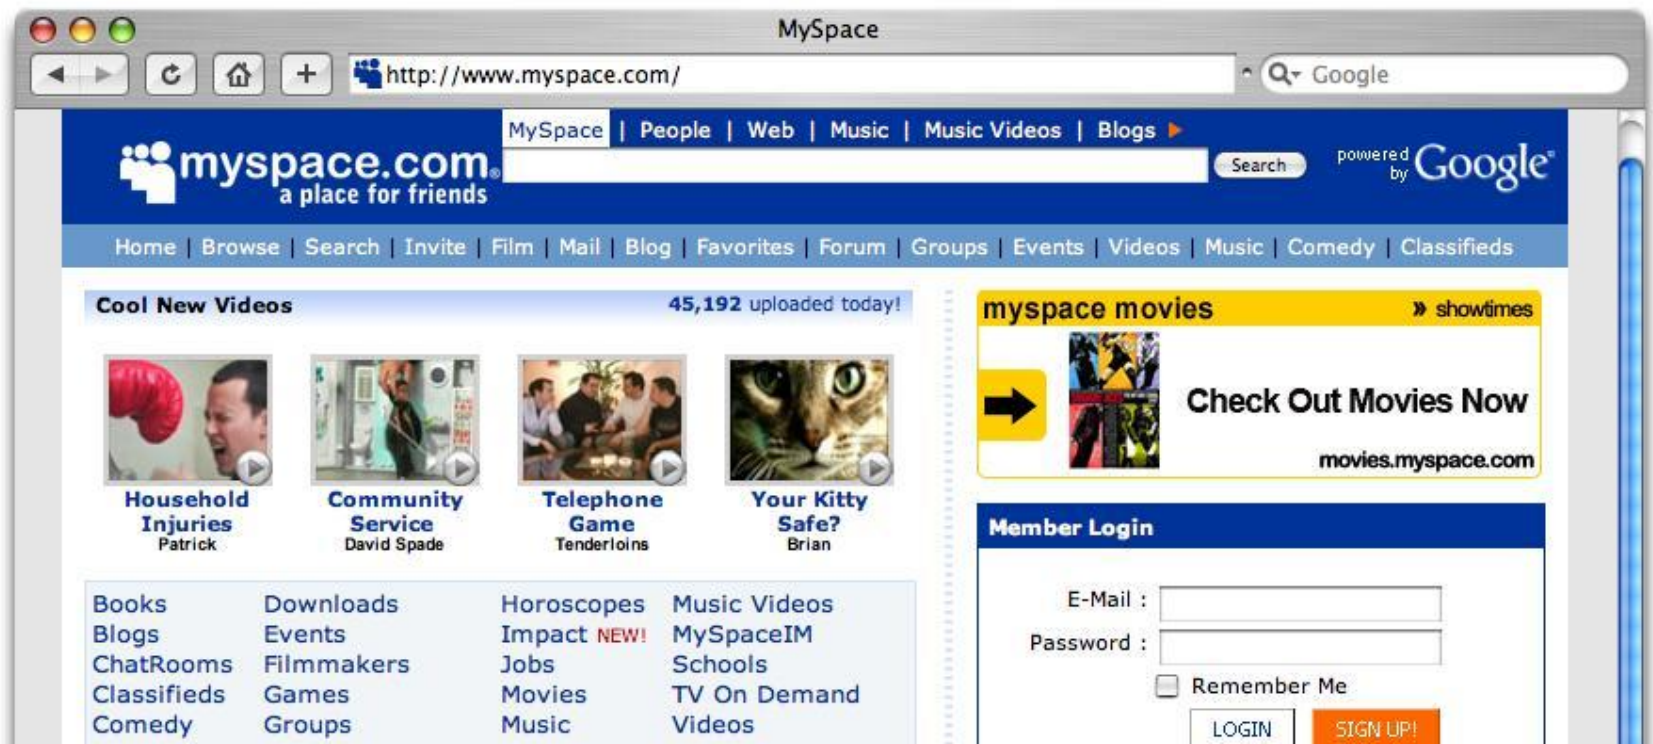 MySpace
http://www.myspace.com/
Google
MySpace | People | Web | Music | Music Videos | Blogs
myspace.com
a place for friends
Search
powered by Google
Home | Browse | Search | Invite | Film | Mail | Blog | Favorites | Forum | Groups | Events | Videos | Music | Comedy | Classifieds
Cool New Videos
45,192 uploaded today!
Household
Injuries
Patrick
Community
Service
David Spade
Telephone
Game
Tenderloins
Your Kitty
Safe?
Brian
Books Downloads Horoscopes Music Videos
Blogs Events Impact NEW! MySpaceIM
ChatRooms Filmmakers Jobs Schools
Classifieds Games Movies TV On Demand
Comedy Groups Music Videos
myspace movies
» showtimes
Check Out Movies Now
movies.myspace.com
Member Login
E-Mail :
Password :
Remember Me
LOGIN
SIGN UP!